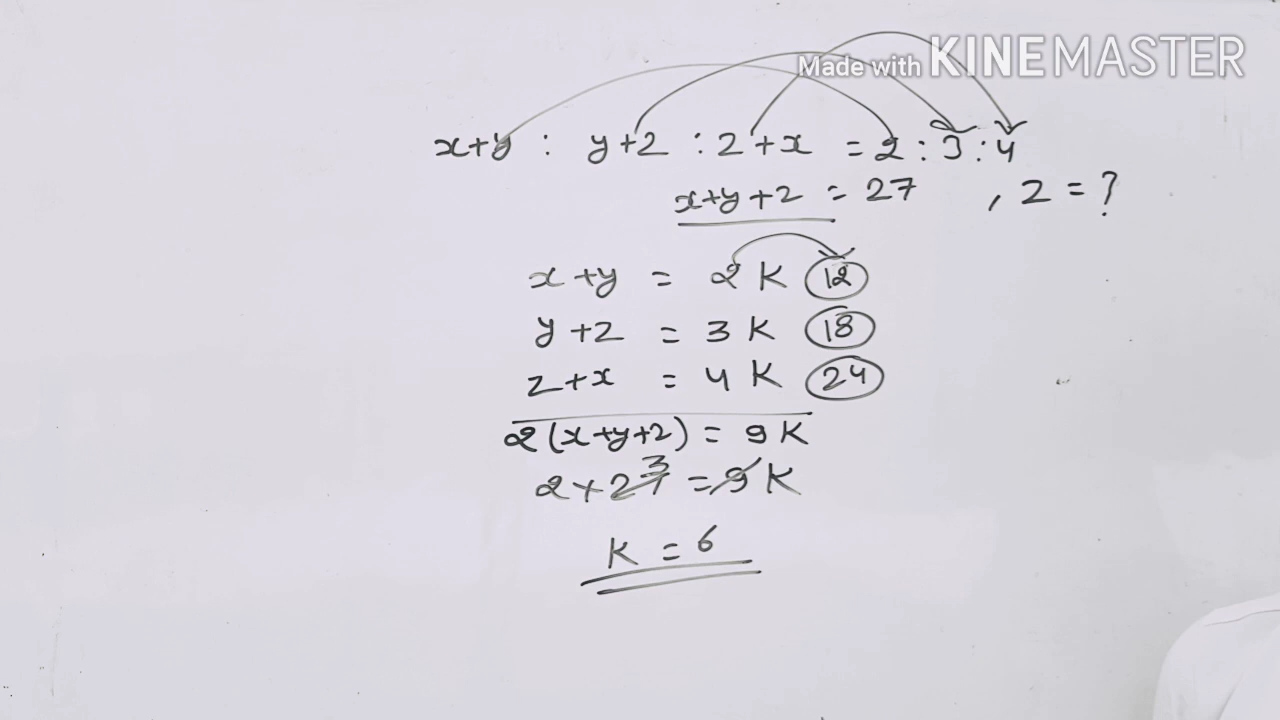 Made with KINEMASTER
x+y : y+z : z+x = 2 : 3 : 4
x+y+z = 27 , z = ?
x+y = 2K 12
y+z = 3K 18
z+x = 4K 24
2(x+y+z) = 9K
2×27 3 = 9K
K = 6